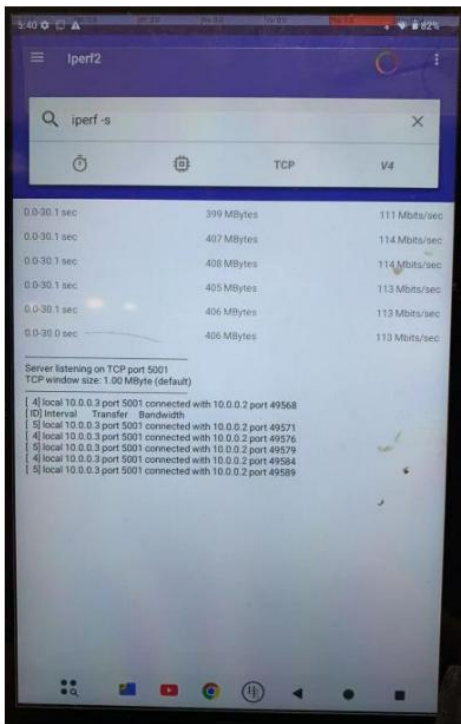 5:40 82%
Iperf2
iperf -s
TCP V4
0.0-30.1 sec 399 MBytes 111 Mbits/sec
0.0-30.1 sec 407 MBytes 114 Mbits/sec
0.0-30.1 sec 408 MBytes 114 Mbits/sec
0.0-30.1 sec 405 MBytes 113 Mbits/sec
0.0-30.1 sec 406 MBytes 113 Mbits/sec
0.0-30.0 sec 406 MBytes 113 Mbits/sec
Server listening on TCP port 5001
TCP window size: 1.00 MByte (default)
[ 4] local 10.0.0.3 port 5001 connected with 10.0.0.2 port 49568
[ ID] Interval Transfer Bandwidth
[ 5] local 10.0.0.3 port 5001 connected with 10.0.0.2 port 49571
[ 4] local 10.0.0.3 port 5001 connected with 10.0.0.2 port 49576
[ 5] local 10.0.0.3 port 5001 connected with 10.0.0.2 port 49579
[ 4] local 10.0.0.3 port 5001 connected with 10.0.0.2 port 49584
[ 5] local 10.0.0.3 port 5001 connected with 10.0.0.2 port 49589